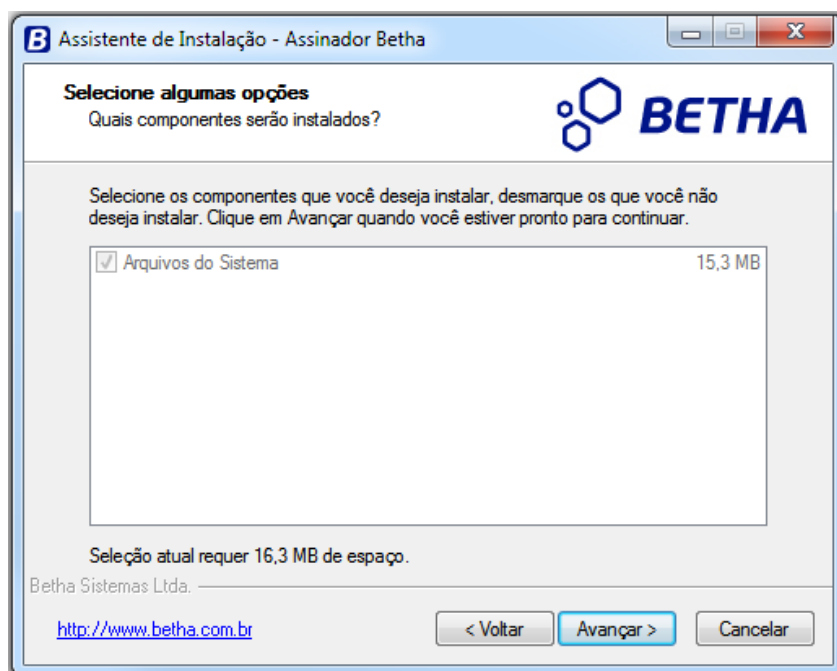 Assistente de Instalação - Assinador Betha
Selecione algumas opções
Quais componentes serão instalados?
BETHA
Selecione os componentes que você deseja instalar, desmarque os que você não
deseja instalar. Clique em Avançar quando você estiver pronto para continuar.
Arquivos do Sistema 15,3 MB
Seleção atual requer 16,3 MB de espaço.
Betha Sistemas Ltda.
http://www.betha.com.br < Voltar Avançar > Cancelar